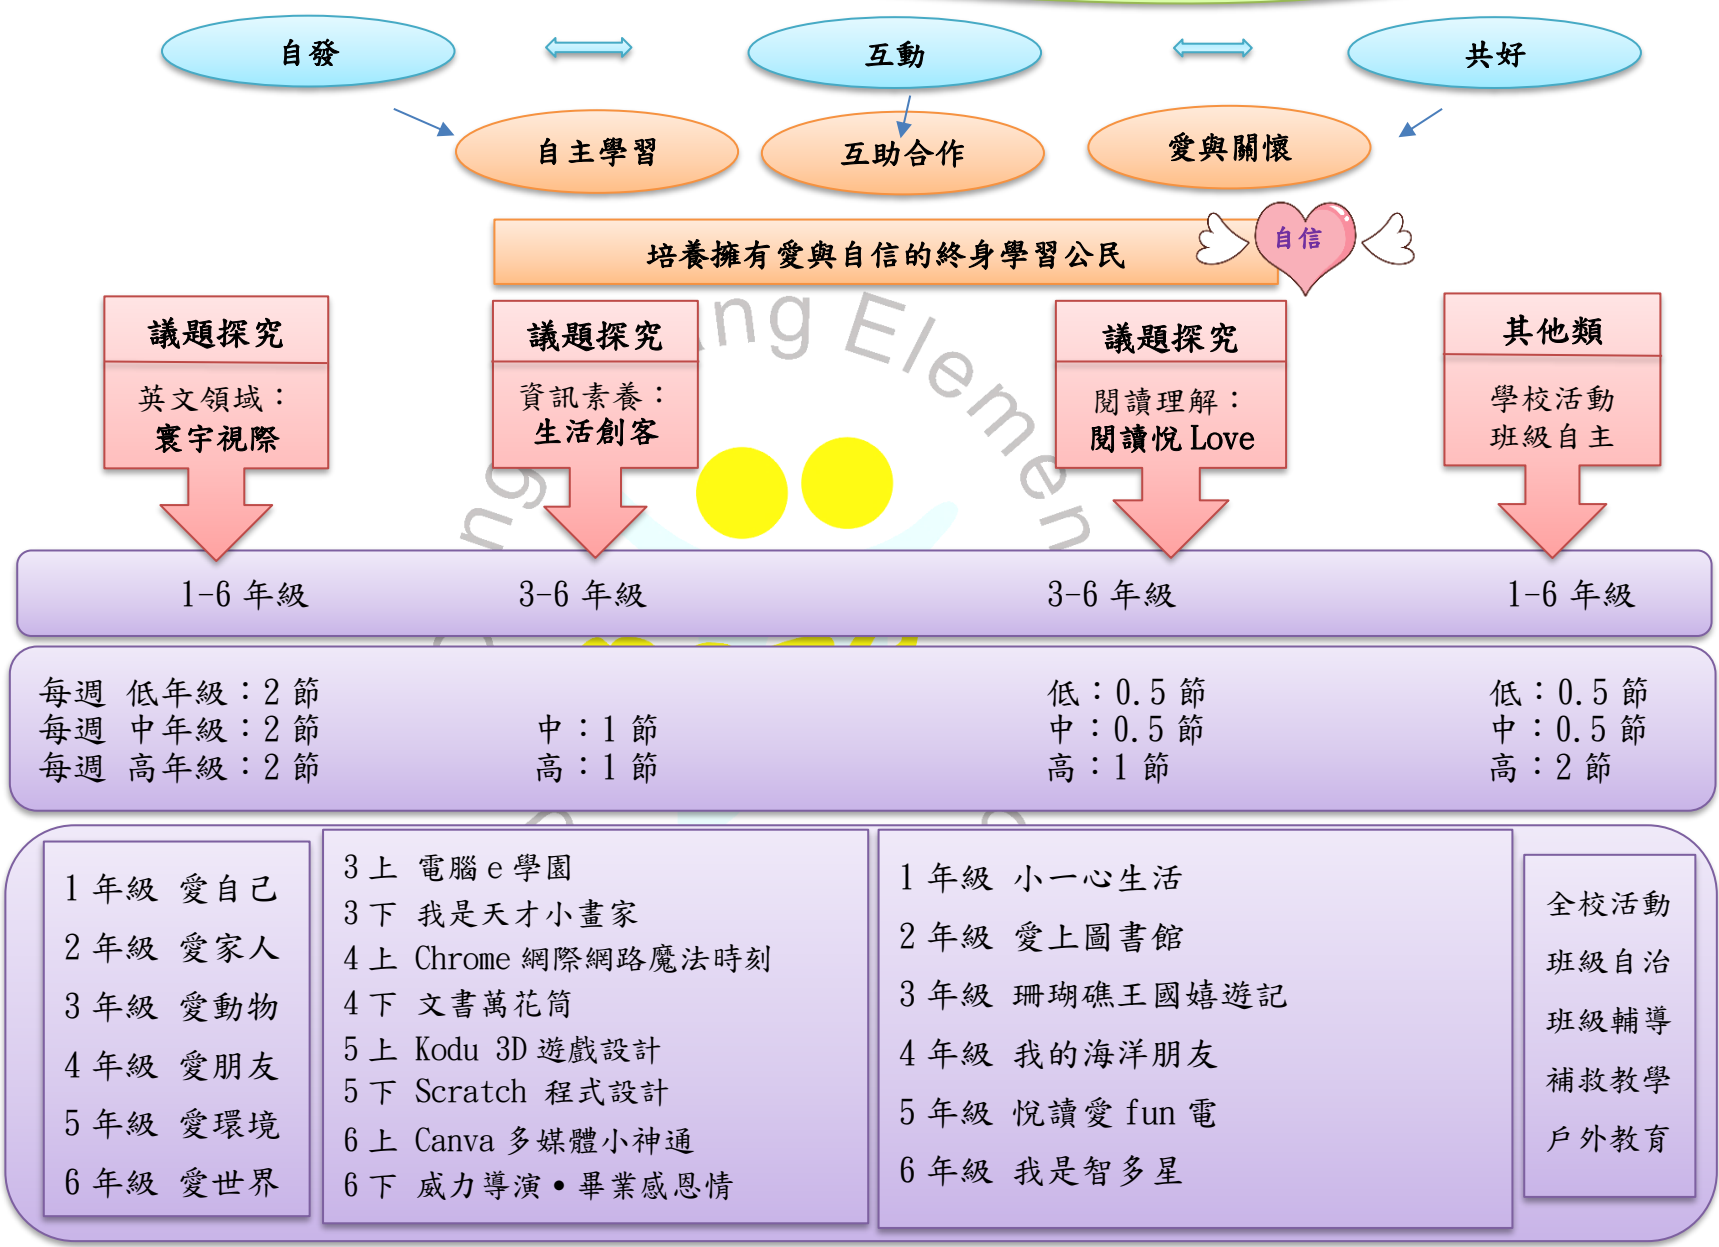 自發
互動
共好
自主學習
互助合作
愛與關懷
培養擁有愛與自信的終身學習公民
自信
議題探究
英文領域：
寰宇視際
議題探究
資訊素養：
生活創客
議題探究
閱讀理解：
閱讀悅 Love
其他類
學校活動
班級自主
1-6 年級
3-6 年級
3-6 年級
1-6 年級
每週 低年級：2 節
每週 中年級：2 節
每週 高年級：2 節
中：1 節
高：1 節
低：0.5 節
中：0.5 節
高：1 節
低：0.5 節
中：0.5 節
高：2 節
1 年級 愛自己
2 年級 愛家人
3 年級 愛動物
4 年級 愛朋友
5 年級 愛環境
6 年級 愛世界
3 上 電腦 e 學園
3 下 我是天才小畫家
4 上 Chrome 網際網路魔法時刻
4 下 文書萬花筒
5 上 Kodu 3D 遊戲設計
5 下 Scratch 程式設計
6 上 Canva 多媒體小神通
6 下 威力導演•畢業感恩情
1 年級 小一心生活
2 年級 愛上圖書館
3 年級 珊瑚礁王國嬉遊記
4 年級 我的海洋朋友
5 年級 悅讀愛 fun 電
6 年級 我是智多星
全校活動
班級自治
班級輔導
補救教學
戶外教育